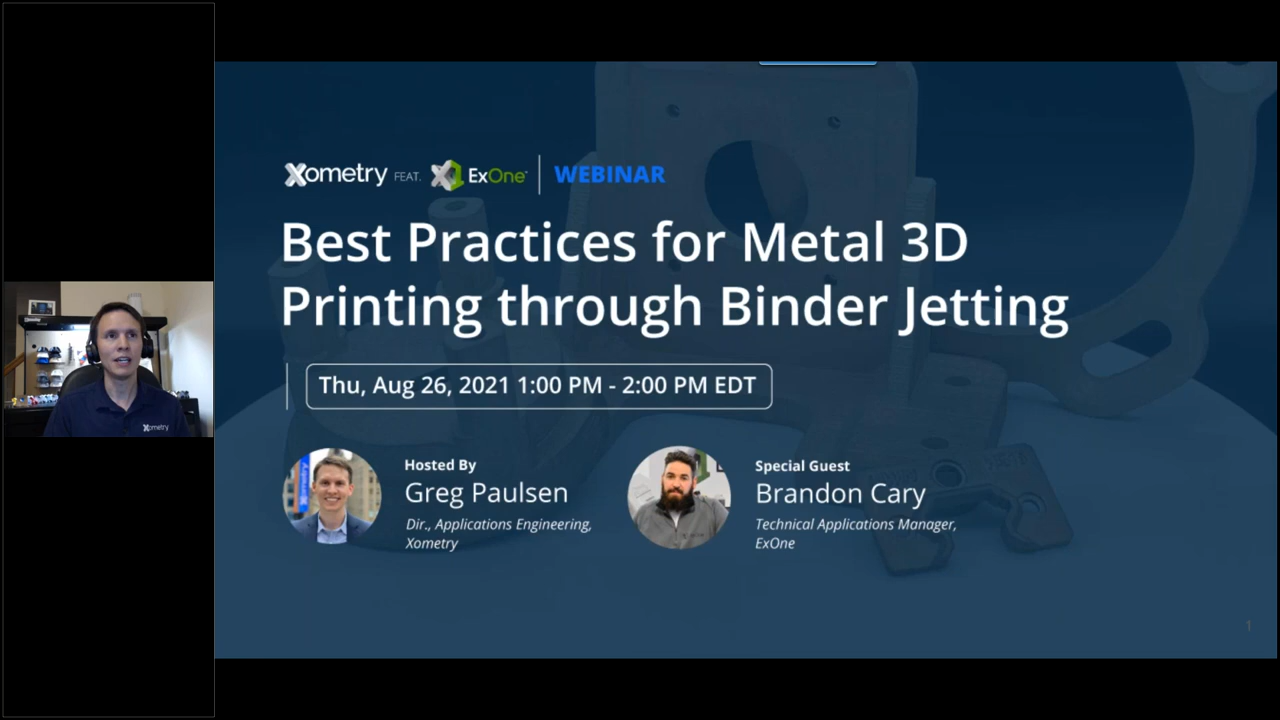 Xometry FEAT. ExOne WEBINAR
Best Practices for Metal 3D
Printing through Binder Jetting
Thu, Aug 26, 2021 1:00 PM - 2:00 PM EDT
Hosted By
Greg Paulsen
Dir., Applications Engineering,
Xometry
Special Guest
Brandon Cary
Technical Applications Manager,
ExOne
Xometry
1